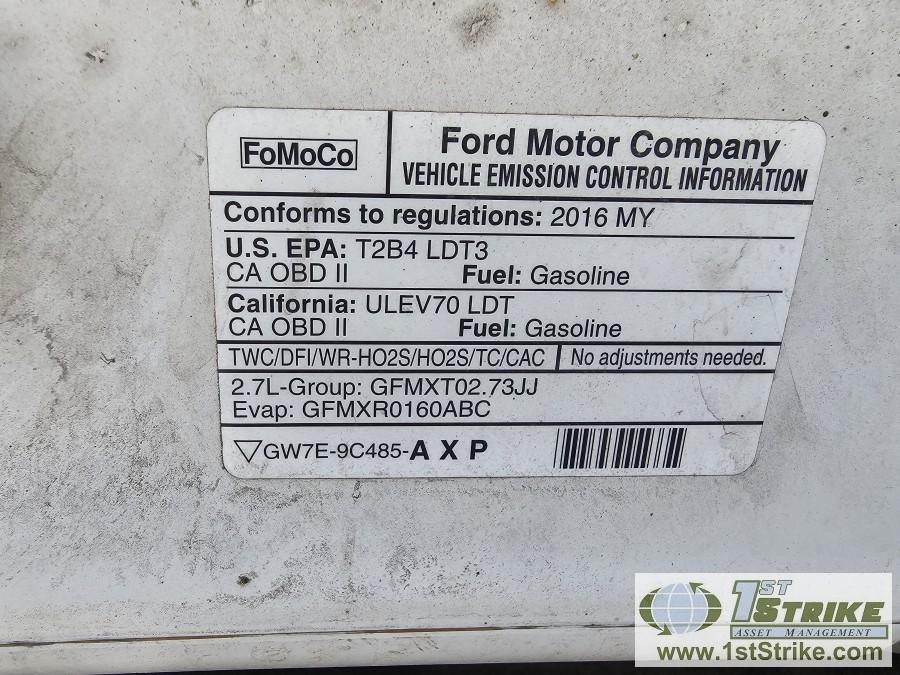 FoMoCo
Ford Motor Company
VEHICLE EMISSION CONTROL INFORMATION
Conforms to regulations: 2016 MY
U.S. EPA: T2B4 LDT3
CA OBD II Fuel: Gasoline
California: ULEV70 LDT
CA OBD II Fuel: Gasoline
TWC/DFI/WR-HO2S/HO2S/TC/CAC No adjustments needed.
2.7L-Group: GFMXT02.73JJ
Evap: GFMXR0160ABC
GW7E-9C485-A X P
1ST STRIKE
ASSET MANAGEMENT
www.1stStrike.com